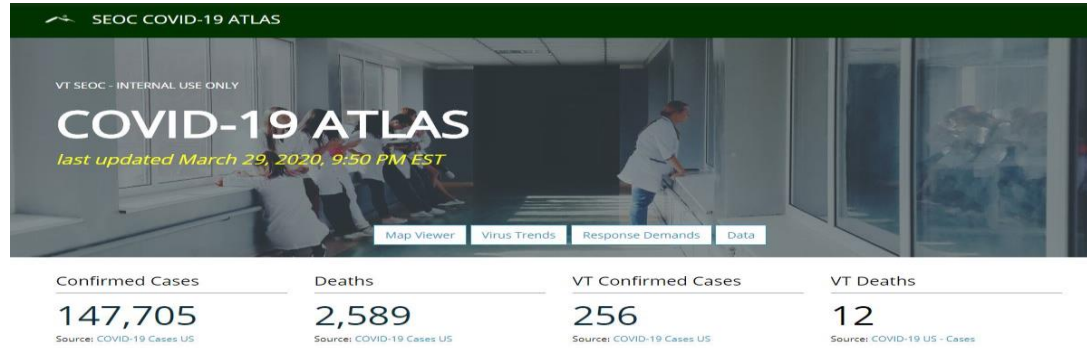 SEOC COVID-19 ATLAS
VT SEOC - INTERNAL USE ONLY
COVID-19 ATLAS
last updated March 29, 2020, 9:50 PM EST
Map Viewer Virus Trends Response Demands Data
Confirmed Cases Deaths VT Confirmed Cases VT Deaths
147,705 2,589 256 12
Source: COVID-19 Cases US Source: COVID-19 Cases US Source: COVID-19 Cases US Source: COVID-19 US - Cases